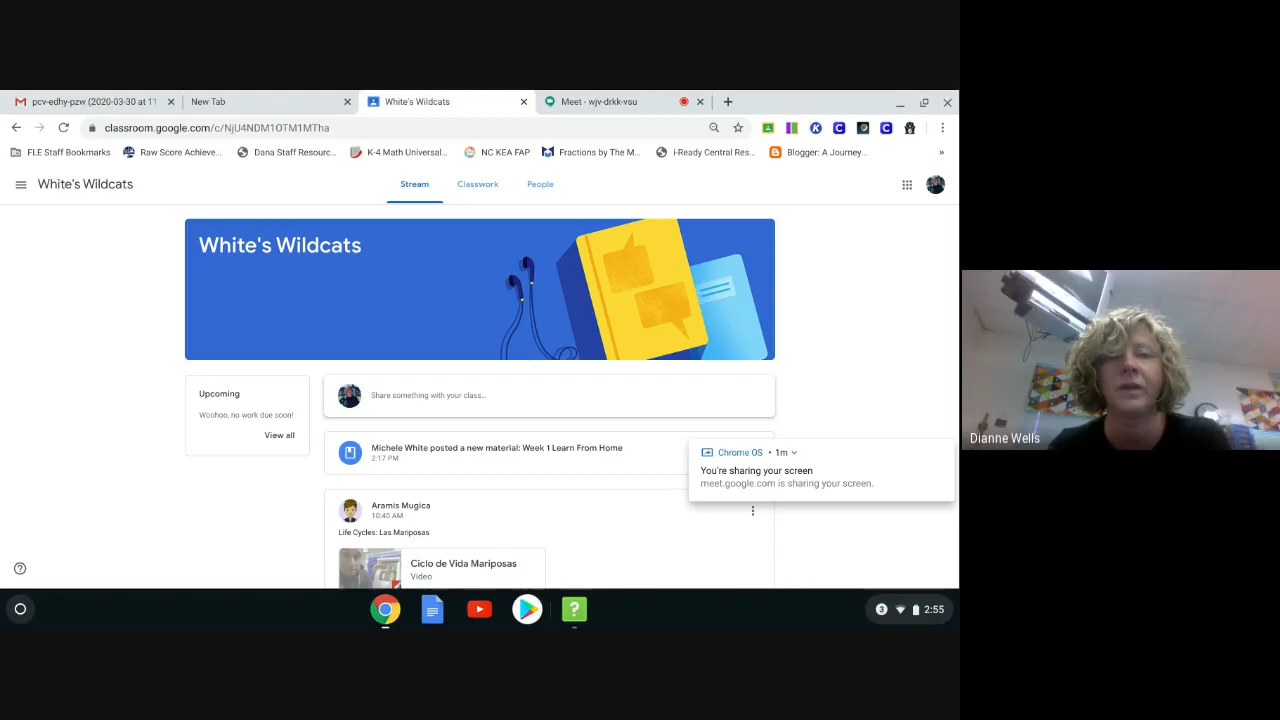 pcv-edhy-pzw (2020-03-30 at 11
New Tab
White's Wildcats
Meet - wjv-drkk-vsu
classroom.google.com/c/NjU4NDM1OTM1MTha
FLE Staff Bookmarks
Raw Score Achieve...
Dana Staff Resourc...
K-4 Math Universal...
NC KEA FAP
Fractions by The M...
i-Ready Central Res...
Blogger: A Journey...
»
White's Wildcats
Stream
Classwork
People
White's Wildcats
Upcoming
Woohoo, no work due soon!
View all
Share something with your class...
Michele White posted a new material: Week 1 Learn From Home
2:17 PM
Chrome OS • 1m
You're sharing your screen
meet.google.com is sharing your screen.
Aramis Mugica
10:40 AM
Life Cycles: Las Mariposas
Ciclo de Vida Mariposas
Video
3
2:55
Dianne Wells